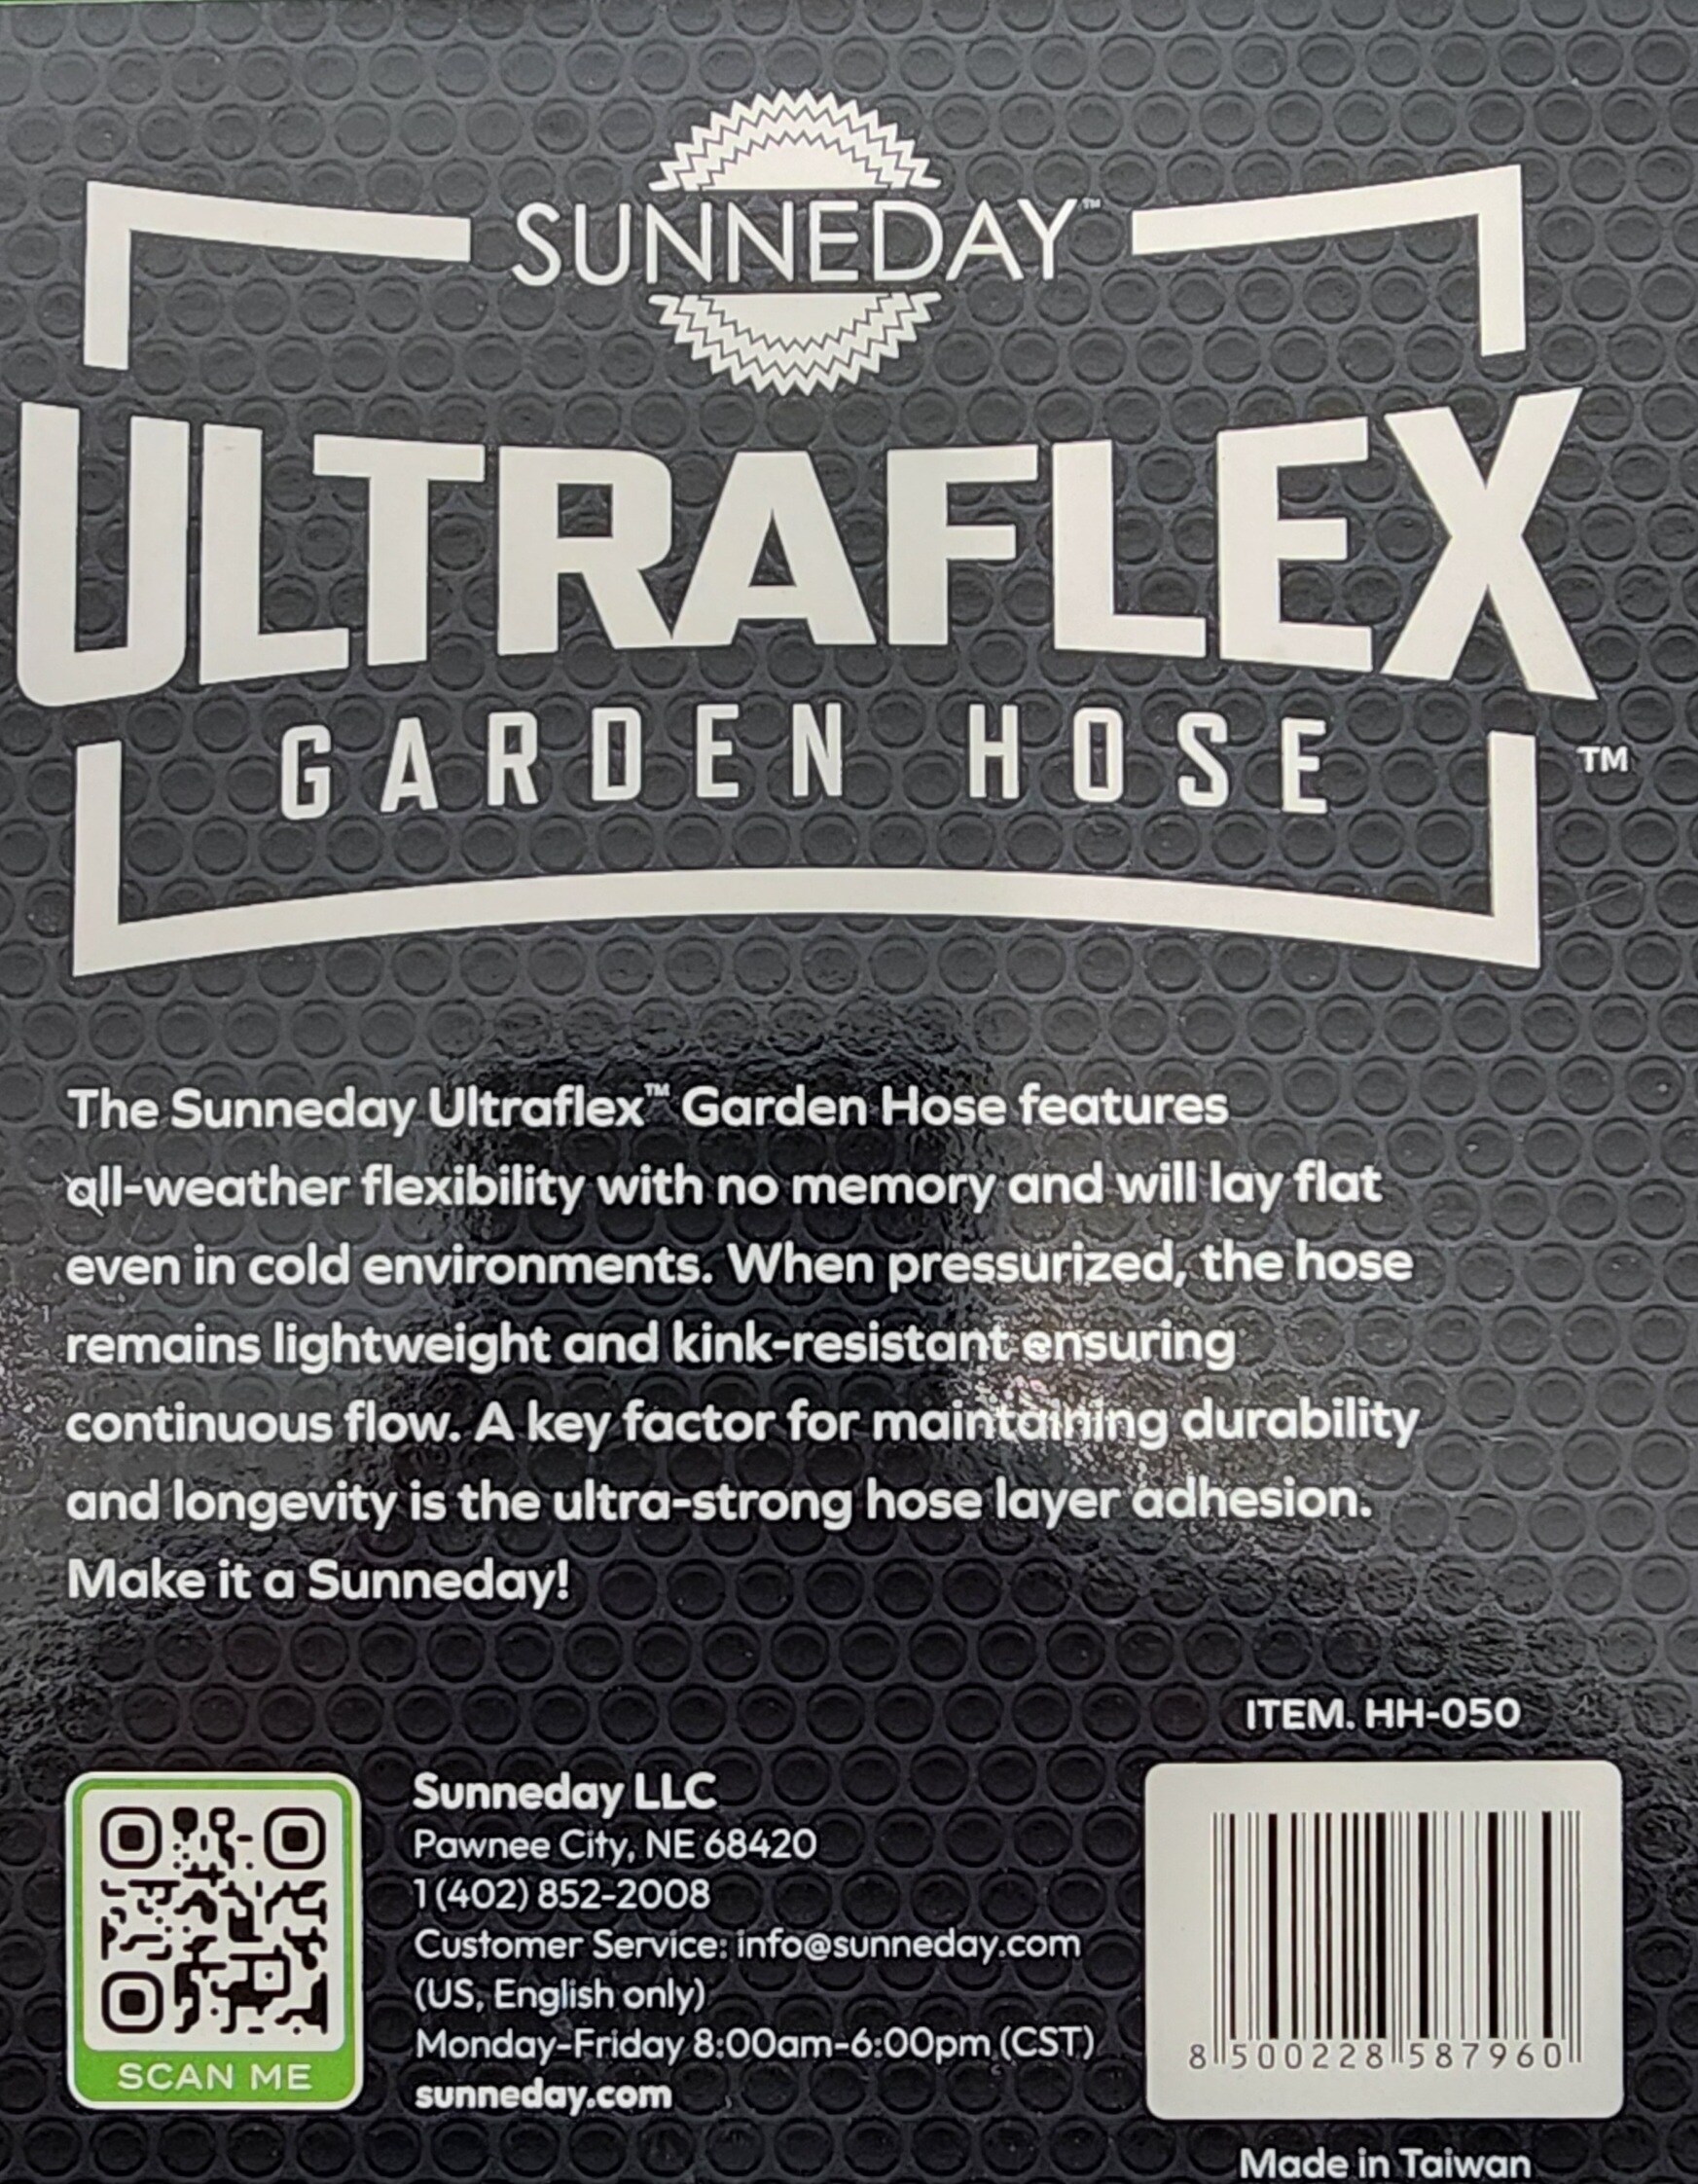 SUNNEDAY™
ULTRAFLEX
GARDEN HOSE ™
The Sunneday Ultraflex™ Garden Hose features
all-weather flexibility with no memory and will lay flat
even in cold environments. When pressurized, the hose
remains lightweight and kink-resistant ensuring
continuous flow. A key factor for maintaining durability
and longevity is the ultra-strong hose layer adhesion.
Make it a Sunneday!
SCAN ME
Sunneday LLC
Pawnee City, NE 68420
1 (402) 852-2008
Customer Service: info@sunneday.com
(US, English only)
Monday-Friday 8:00am-6:00pm (CST)
sunneday.com
ITEM. HH-050
8 500228 587960
Made in Taiwan